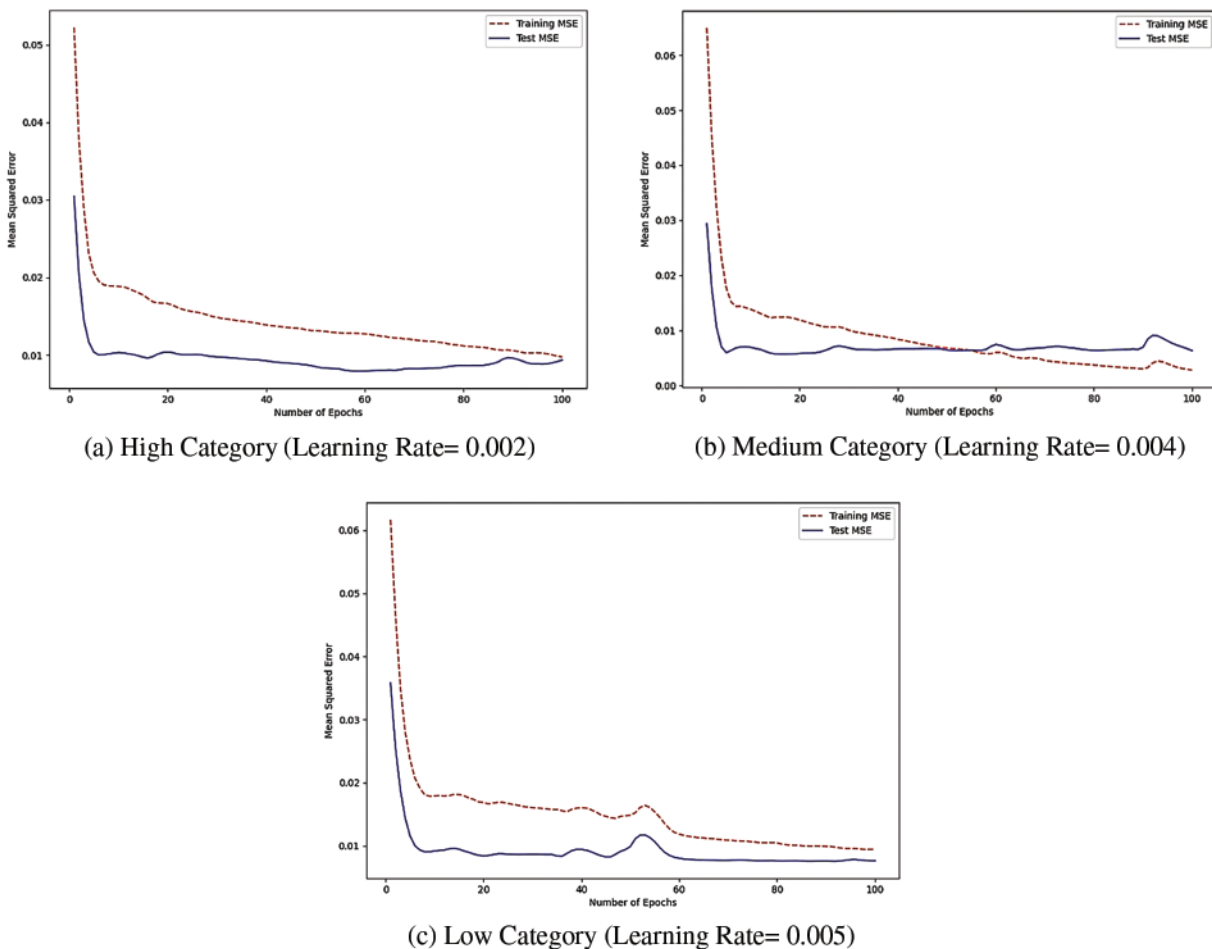 Training MSE
Test MSE
0.05
0.04
0.03
0.02
0.01
Mean Squared Error
0 20 40 60 80 100
Number of Epochs
(a) High Category (Learning Rate= 0.002)
Training MSE
Test MSE
0.06
0.05
0.04
0.03
0.02
0.01
0.00
Mean Squared Error
0 20 40 60 80 100
Number of Epochs
(b) Medium Category (Learning Rate= 0.004)
Training MSE
Test MSE
0.06
0.05
0.04
0.03
0.02
0.01
Mean Squared Error
0 20 40 60 80 100
Number of Epochs
(c) Low Category (Learning Rate= 0.005)